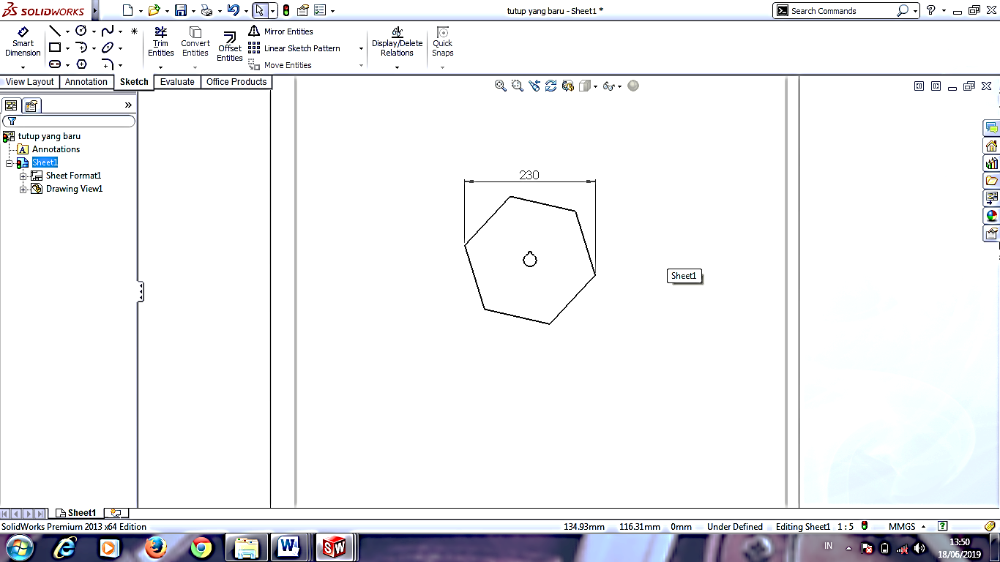 SOLIDWORKS
tutup yang baru - Sheet1 *
Search Commands
Smart Dimension
Trim Entities
Convert Entities
Offset Entities
Mirror Entities
Linear Sketch Pattern
Move Entities
Display/Delete Relations
Quick Snaps
View Layout
Annotation
Sketch
Evaluate
Office Products
tutup yang baru
A Annotations
Sheet1
Sheet Format1
Drawing View1
230
Sheet1
Sheet1
SolidWorks Premium 2013 x64 Edition
134.93mm
116.31mm
0mm
Under Defined
Editing Sheet1
1 : 5
MMGS
IN
13:50
18/06/2019